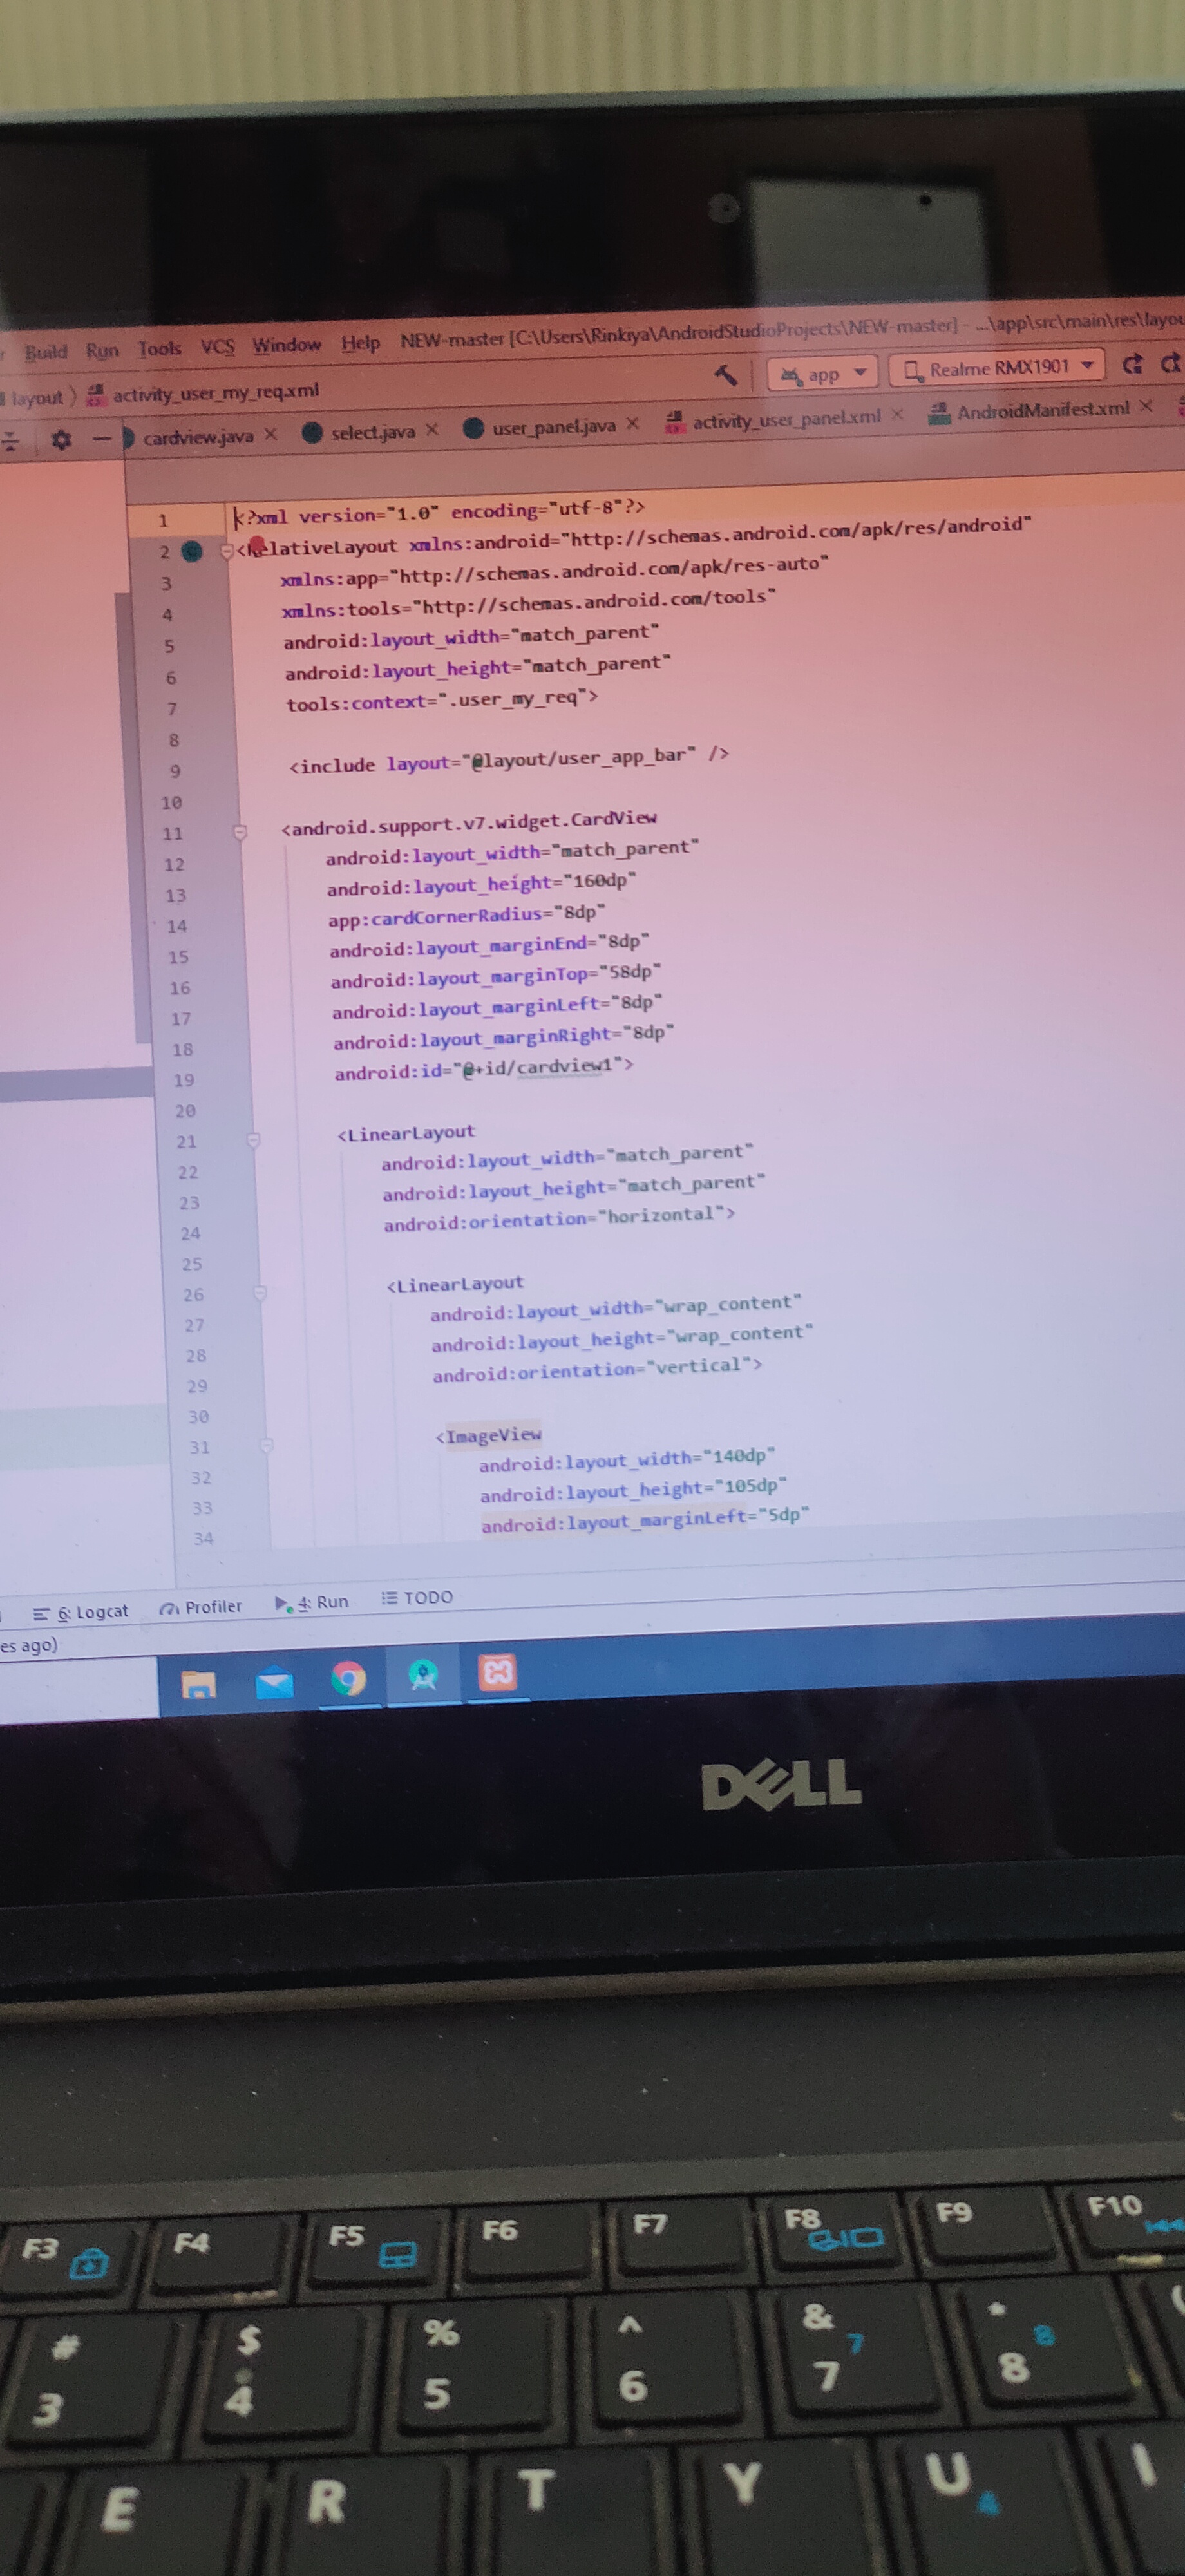 Build Run Tools VCS Window Help NEW-master [C:\Users\Rinkiya\AndroidStudioProjects\NEW-master] - ...\app\src\main\res\layou
layout activity_user_my_req.xml app Realme RMX1901
cardview.java select.java user_panel.java activity_user_panel.xml AndroidManifest.xml
1 <?xml version="1.0" encoding="utf-8"?>
2 <RelativeLayout xmlns:android="http://schemas.android.com/apk/res/android"
3 xmlns:app="http://schemas.android.com/apk/res-auto"
4 xmlns:tools="http://schemas.android.com/tools"
5 android:layout_width="match_parent"
6 android:layout_height="match_parent"
7 tools:context=".user_my_req">
8
9 <include layout="@layout/user_app_bar" />
10
11 <android.support.v7.widget.CardView
12 android:layout_width="match_parent"
13 android:layout_height="160dp"
14 app:cardCornerRadius="8dp"
15 android:layout_marginEnd="8dp"
16 android:layout_marginTop="58dp"
17 android:layout_marginLeft="8dp"
18 android:layout_marginRight="8dp"
19 android:id="@+id/cardview1">
20
21 <LinearLayout
22 android:layout_width="match_parent"
23 android:layout_height="match_parent"
24 android:orientation="horizontal">
25
26 <LinearLayout
27 android:layout_width="wrap_content"
28 android:layout_height="wrap_content"
29 android:orientation="vertical">
30
31 <ImageView
32 android:layout_width="140dp"
33 android:layout_height="105dp"
34 android:layout_marginLeft="5dp"
6: Logcat Profiler 4: Run TODO
es ago)
DELL
F3 F4 F5 F6 F7 F8 F9 F10
# $ % ^ & *
3 4 5 6 7 7 8 8
E R T Y U 4 I